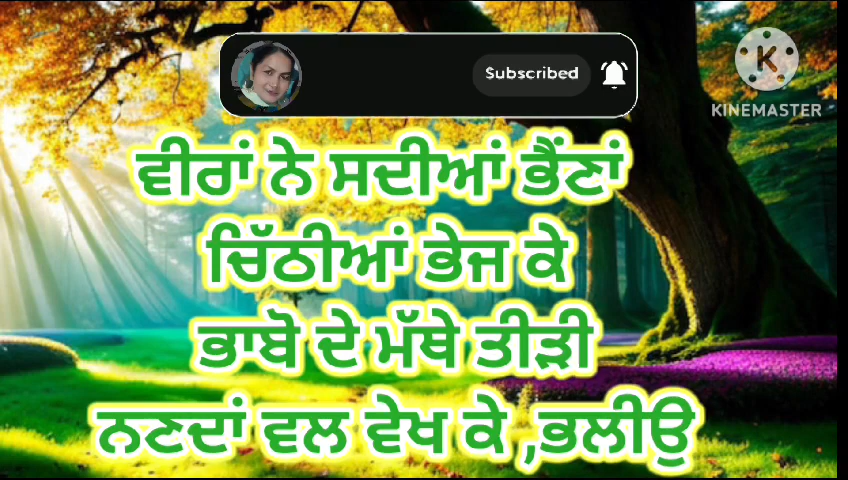 Subscribed
KINEMASTER
ਵੀਰਾਂ ਨੇ ਸਦੀਆਂ ਭੈਂਣਾਂ
ਚਿੱਠੀਆਂ ਭੇਜ ਕੇ
ਭਾਬੋ ਦੇ ਮੱਥੇ ਤੀੜੀ
ਨਣਦਾਂ ਵਲ ਵੇਖ ਕੇ ,ਭਲੀਉ